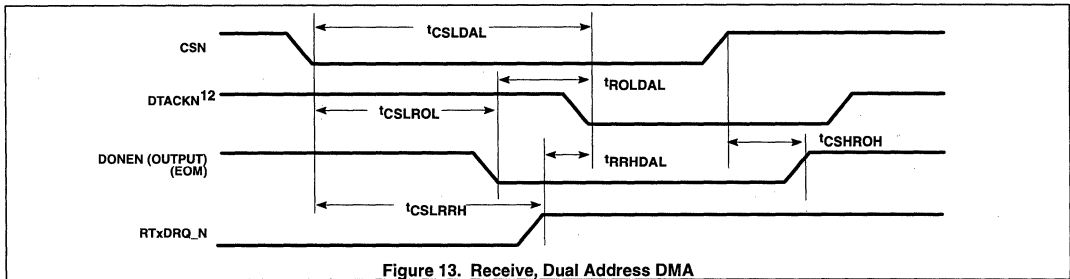 tCSLDAL
CSN
tROLDAL
DTACKN12
tCSLROL
tCSHROH
DONEN (OUTPUT)
(EOM)
tRRHDAL
tCSLRRH
RTxDRQ_N
Figure 13. Receive, Dual Address DMA